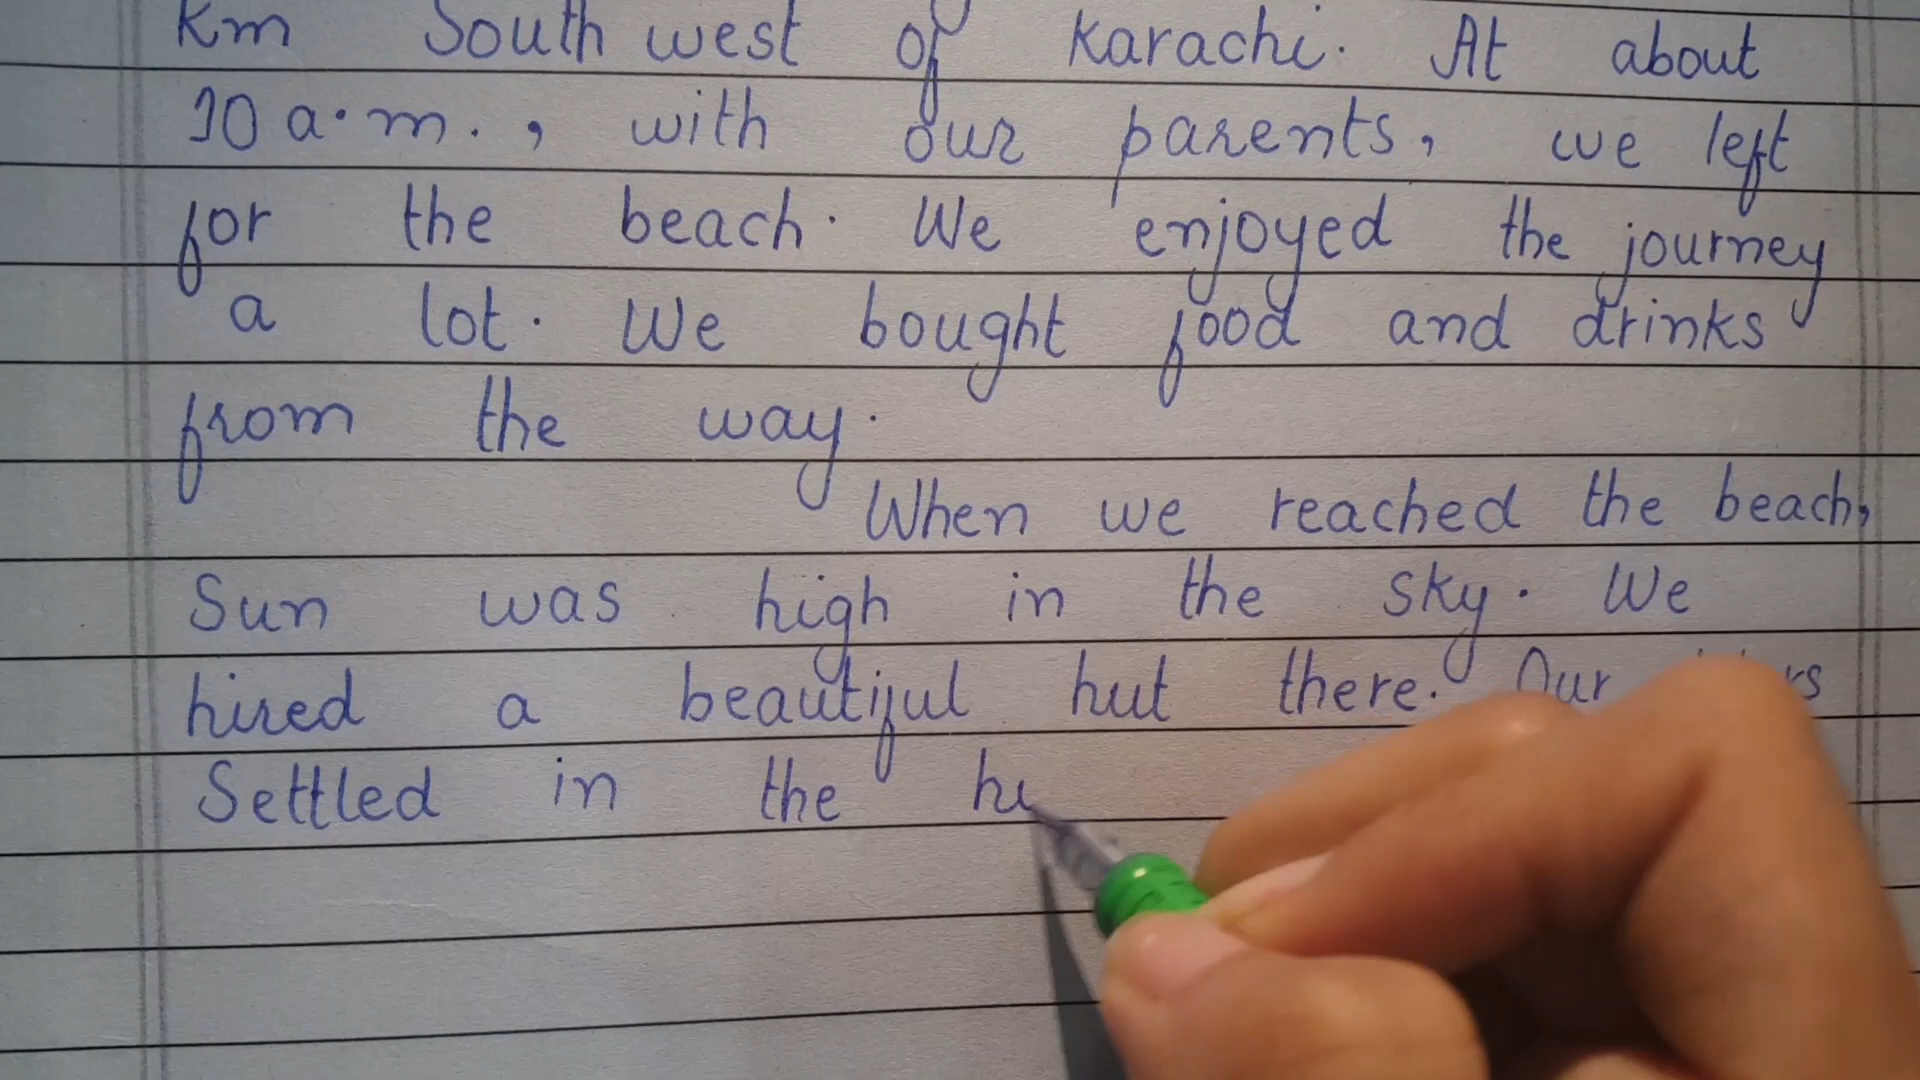 Km South west of Karachi. At about
10 a.m., with our parents, we left
for the beach. We enjoyed the journey
a lot. We bought food and drinks
from the way.
When we reached the beach,
Sun was high in the sky. We
hired a beautiful hut there. Our
Settled in the hu